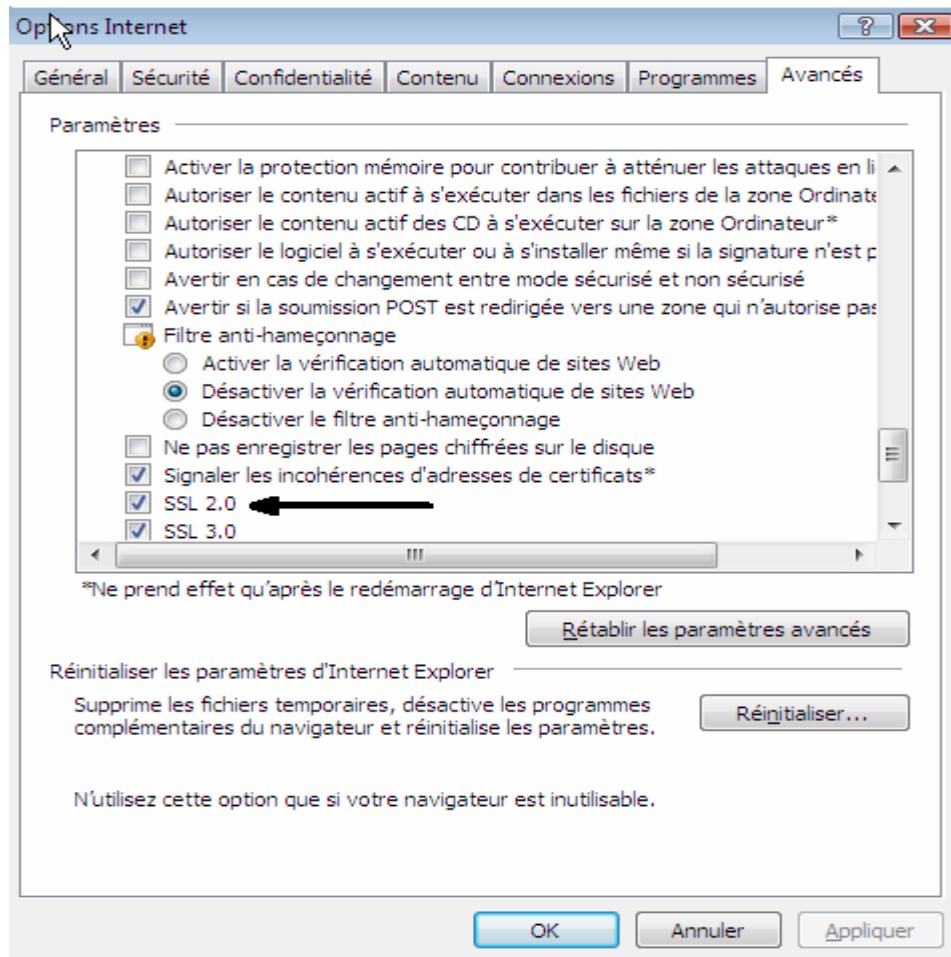 Options Internet
Général Sécurité Confidentialité Contenu Connexions Programmes Avancés
Paramètres
Activer la protection mémoire pour contribuer à atténuer les attaques en li
Autoriser le contenu actif à s'exécuter dans les fichiers de la zone Ordinate
Autoriser le contenu actif des CD à s'exécuter sur la zone Ordinateur*
Autoriser le logiciel à s'exécuter ou à s'installer même si la signature n'est p
Avertir en cas de changement entre mode sécurisé et non sécurisé
Avertir si la soumission POST est redirigée vers une zone qui n'autorise pas
Filtre anti-hameçonnage
Activer la vérification automatique de sites Web
Désactiver la vérification automatique de sites Web
Désactiver le filtre anti-hameçonnage
Ne pas enregistrer les pages chiffrées sur le disque
Signaler les incohérences d'adresses de certificats*
SSL 2.0
SSL 3.0
*Ne prend effet qu'après le redémarrage d'Internet Explorer
Rétablir les paramètres avancés
Réinitialiser les paramètres d'Internet Explorer
Supprime les fichiers temporaires, désactive les programmes
complémentaires du navigateur et réinitialise les paramètres.
Réinitialiser...
N'utilisez cette option que si votre navigateur est inutilisable.
OK Annuler Appliquer